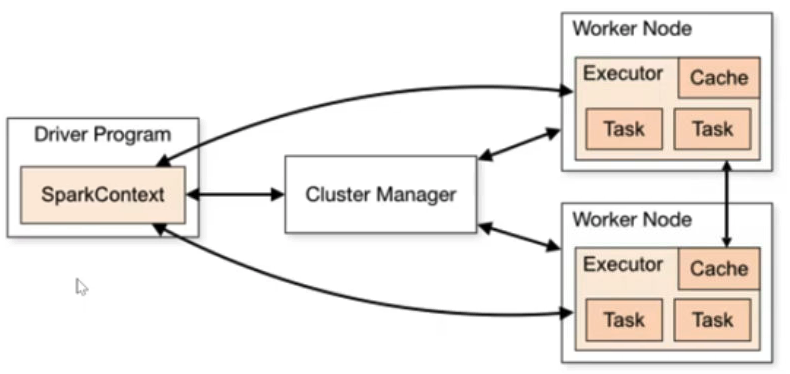 Driver Program
SparkContext
Cluster Manager
Worker Node
Executor
Cache
Task Task
Worker Node
Executor
Cache
Task Task